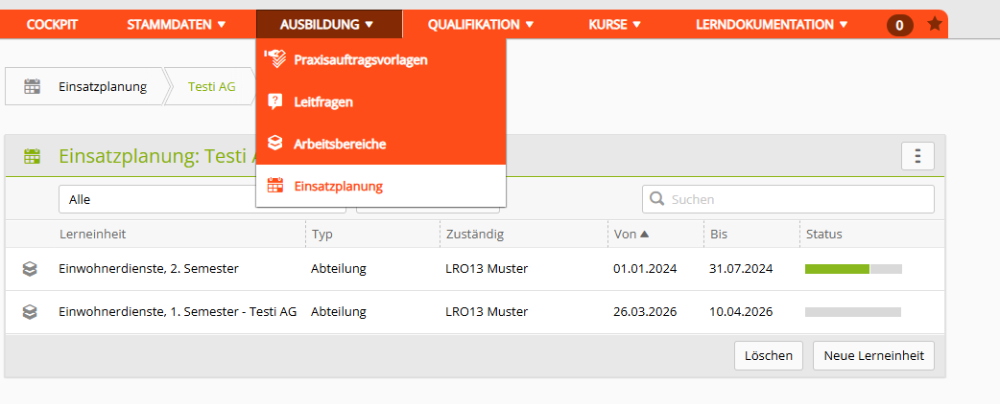 COCKPIT STAMMDATEN AUSBILDUNG QUALIFIKATION KURSE LERNDOKUMENTATION 0
Praxisauftragsvorlagen
Leitfragen
Arbeitsbereiche
Einsatzplanung
Einsatzplanung Testi AG
Einsatzplanung: Testi
Alle
Suchen
Lerneinheit Typ Zuständig Von Bis Status
Einwohnerdienste, 2. Semester Abteilung LRO13 Muster 01.01.2024 31.07.2024
Einwohnerdienste, 1. Semester - Testi AG Abteilung LRO13 Muster 26.03.2026 10.04.2026
Löschen Neue Lerneinheit